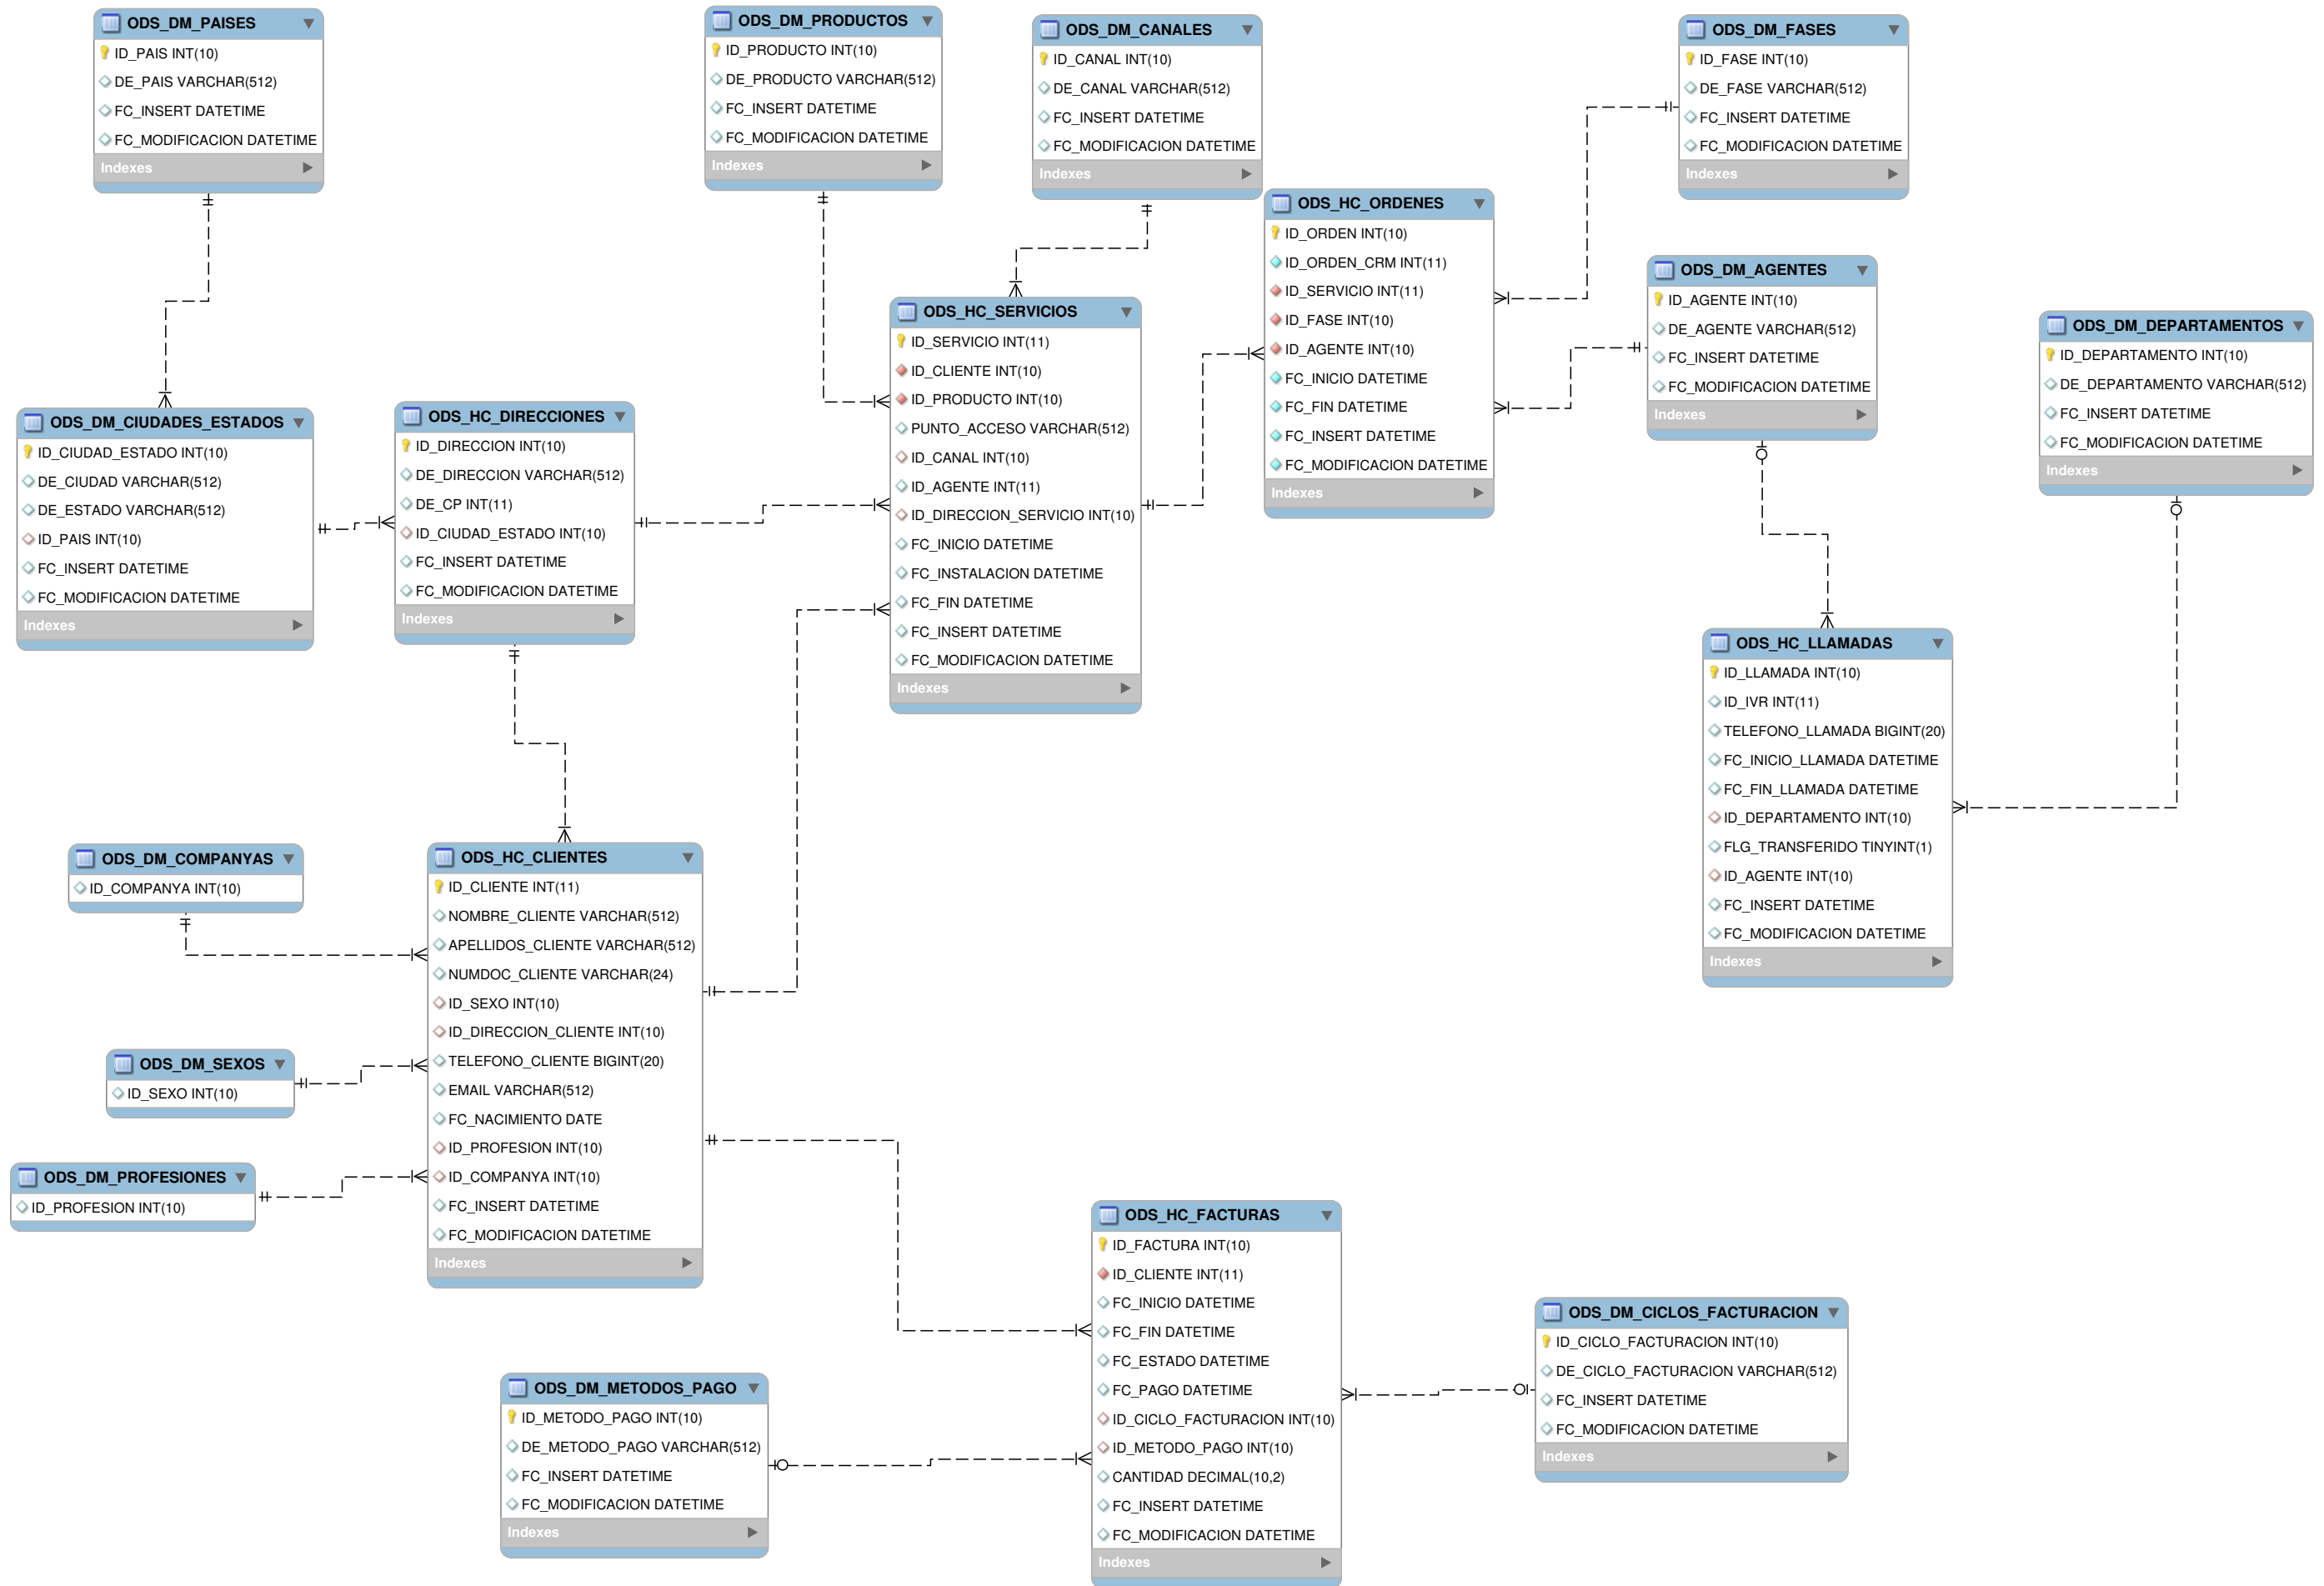 ODS_DM_PAISES
ID_PAIS INT(10)
DE_PAIS VARCHAR(512)
FC_INSERT DATETIME
FC_MODIFICACION DATETIME
Indexes
ODS_DM_PRODUCTOS
ID_PRODUCTO INT(10)
DE_PRODUCTO VARCHAR(512)
FC_INSERT DATETIME
FC_MODIFICACION DATETIME
Indexes
ODS_DM_CANALES
ID_CANAL INT(10)
DE_CANAL VARCHAR(512)
FC_INSERT DATETIME
FC_MODIFICACION DATETIME
Indexes
ODS_DM_FASES
ID_FASE INT(10)
DE_FASE VARCHAR(512)
FC_INSERT DATETIME
FC_MODIFICACION DATETIME
Indexes
ODS_HC_ORDENES
ID_ORDEN INT(10)
ID_ORDEN_CRM INT(11)
ID_SERVICIO INT(11)
ID_FASE INT(10)
ID_AGENTE INT(10)
FC_INICIO DATETIME
FC_FIN DATETIME
FC_INSERT DATETIME
FC_MODIFICACION DATETIME
Indexes
ODS_DM_AGENTES
ID_AGENTE INT(10)
DE_AGENTE VARCHAR(512)
FC_INSERT DATETIME
FC_MODIFICACION DATETIME
Indexes
ODS_DM_DEPARTAMENTOS
ID_DEPARTAMENTO INT(10)
DE_DEPARTAMENTO VARCHAR(512)
FC_INSERT DATETIME
FC_MODIFICACION DATETIME
Indexes
ODS_HC_SERVICIOS
ID_SERVICIO INT(11)
ID_CLIENTE INT(10)
ID_PRODUCTO INT(10)
PUNTO_ACCESO VARCHAR(512)
ID_CANAL INT(10)
ID_AGENTE INT(11)
ID_DIRECCION_SERVICIO INT(10)
FC_INICIO DATETIME
FC_INSTALACION DATETIME
FC_FIN DATETIME
FC_INSERT DATETIME
FC_MODIFICACION DATETIME
Indexes
ODS_DM_CIUDADES_ESTADOS
ID_CIUDAD_ESTADO INT(10)
DE_CIUDAD VARCHAR(512)
DE_ESTADO VARCHAR(512)
ID_PAIS INT(10)
FC_INSERT DATETIME
FC_MODIFICACION DATETIME
Indexes
ODS_HC_DIRECCIONES
ID_DIRECCION INT(10)
DE_DIRECCION VARCHAR(512)
DE_CP INT(11)
ID_CIUDAD_ESTADO INT(10)
FC_INSERT DATETIME
FC_MODIFICACION DATETIME
Indexes
ODS_HC_LLAMADAS
ID_LLAMADA INT(10)
ID_IVR INT(11)
TELEFONO_LLAMADA BIGINT(20)
FC_INICIO_LLAMADA DATETIME
FC_FIN_LLAMADA DATETIME
ID_DEPARTAMENTO INT(10)
FLG_TRANSFERIDO TINYINT(1)
ID_AGENTE INT(10)
FC_INSERT DATETIME
FC_MODIFICACION DATETIME
Indexes
ODS_DM_COMPANYAS
ID_COMPANYA INT(10)
ODS_HC_CLIENTES
ID_CLIENTE INT(11)
NOMBRE_CLIENTE VARCHAR(512)
APELLIDOS_CLIENTE VARCHAR(512)
NUMDOC_CLIENTE VARCHAR(24)
ID_SEXO INT(10)
ID_DIRECCION_CLIENTE INT(10)
TELEFONO_CLIENTE BIGINT(20)
EMAIL VARCHAR(512)
FC_NACIMIENTO DATE
ID_PROFESION INT(10)
ID_COMPANYA INT(10)
FC_INSERT DATETIME
FC_MODIFICACION DATETIME
Indexes
ODS_DM_SEXOS
ID_SEXO INT(10)
ODS_DM_PROFESIONES
ID_PROFESION INT(10)
ODS_HC_FACTURAS
ID_FACTURA INT(10)
ID_CLIENTE INT(11)
FC_INICIO DATETIME
FC_FIN DATETIME
FC_ESTADO DATETIME
FC_PAGO DATETIME
ID_CICLO_FACTURACION INT(10)
ID_METODO_PAGO INT(10)
CANTIDAD DECIMAL(10,2)
FC_INSERT DATETIME
FC_MODIFICACION DATETIME
Indexes
ODS_DM_CICLOS_FACTURACION
ID_CICLO_FACTURACION INT(10)
DE_CICLO_FACTURACION VARCHAR(512)
FC_INSERT DATETIME
FC_MODIFICACION DATETIME
Indexes
ODS_DM_METODOS_PAGO
ID_METODO_PAGO INT(10)
DE_METODO_PAGO VARCHAR(512)
FC_INSERT DATETIME
FC_MODIFICACION DATETIME
Indexes